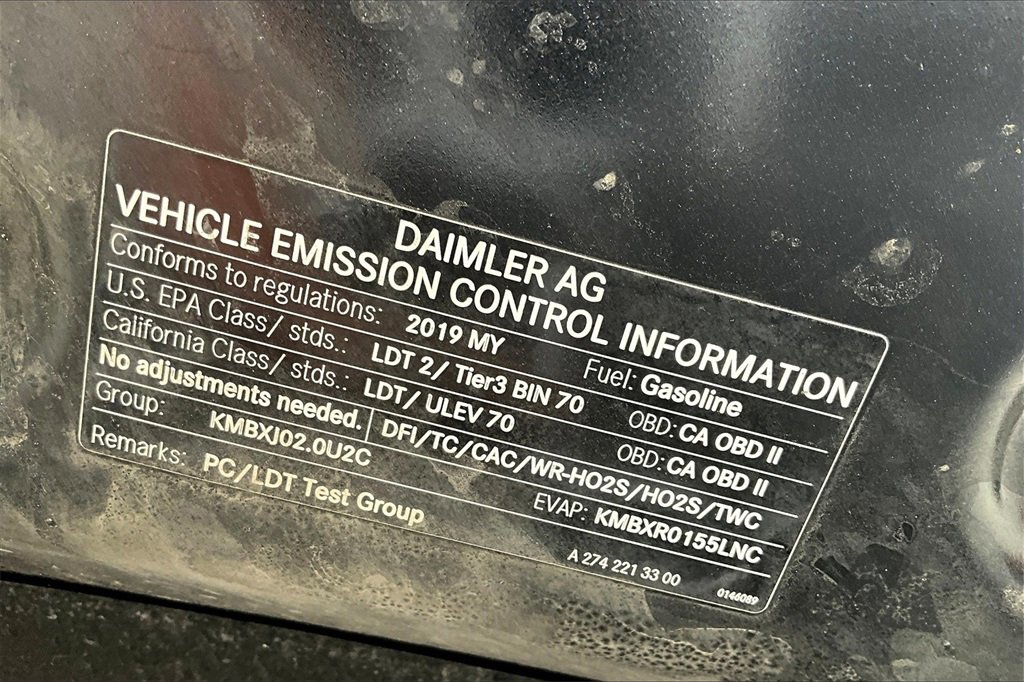 DAIMLER AG
VEHICLE EMISSION CONTROL INFORMATION
Conforms to regulations: 2019 MY Fuel: Gasoline
U.S. EPA Class/ stds.: LDT 2/ Tier3 BIN 70 OBD: CA OBD II
California Class/ stds.: LDT/ ULEV 70 OBD: CA OBD II
No adjustments needed. DFI/TC/CAC/WR-HO2S/HO2S/TWC
Group: KMBXJ02.0U2C EVAP: KMBXR0155LNC
Remarks: PC/LDT Test Group A 274 221 33 00
0146089